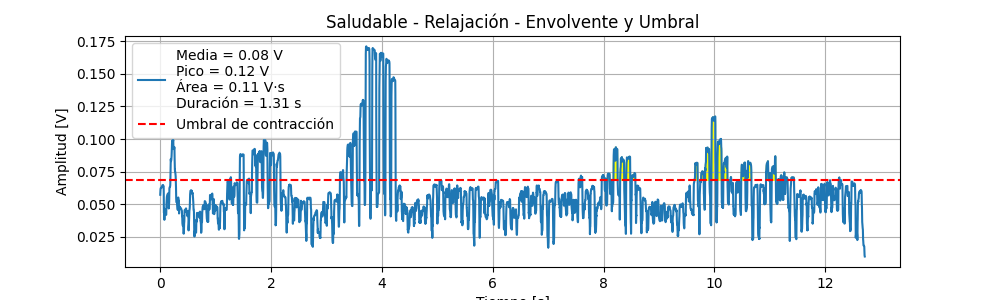 Saludable - Relajación - Envolvente y Umbral
Amplitud [V]
0.175
0.150
0.125
0.100
0.075
0.050
0.025
Media = 0.08 V
Pico = 0.12 V
Área = 0.11 V·s
Duración = 1.31 s
Umbral de contracción
0 2 4 6 8 10 12
Tiempo [s]